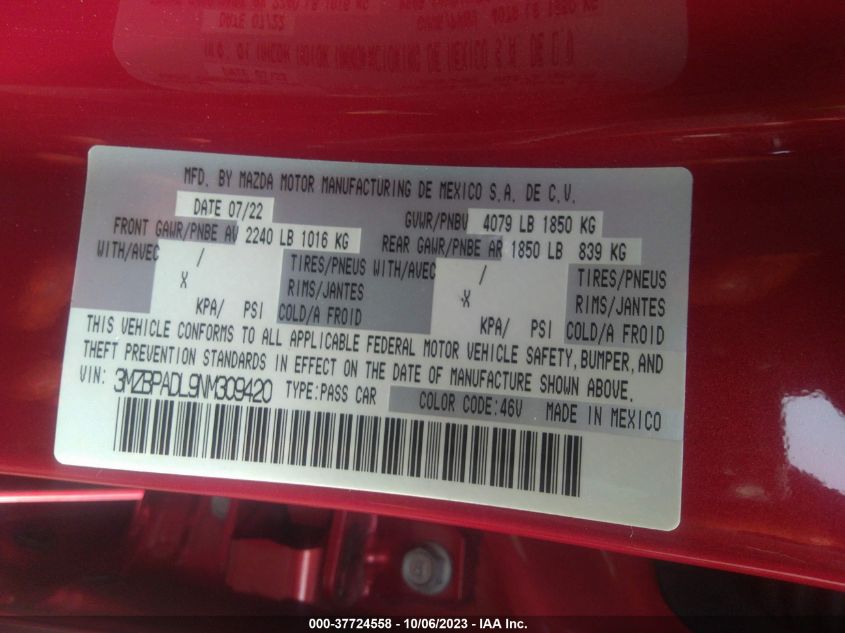 MFD. BY MAZDA MOTOR MANUFACTURING DE MEXICO S.A. DE C.V.
DATE 07/22 GVWR/PNBV 4079 LB 1850 KG
FRONT GAWR/PNBE AV 2240 LB 1016 KG REAR GAWR/PNBE AR 1850 LB 839 KG
WITH/AVEC / TIRES/PNEUS WITH/AVEC / TIRES/PNEUS
X RIMS/JANTES X RIMS/JANTES
KPA/ PSI COLD/A FROID KPA/ PSI COLD/A FROID
THIS VEHICLE CONFORMS TO ALL APPLICABLE FEDERAL MOTOR VEHICLE SAFETY, BUMPER, AND
THEFT PREVENTION STANDARDS IN EFFECT ON THE DATE OF MANUFACTURE SHOWN ABOVE.
VIN: 3MZBPADL9NM309420 TYPE:PASS CAR COLOR CODE:46V MADE IN MEXICO
000-37724558 - 10/06/2023 - IAA Inc.